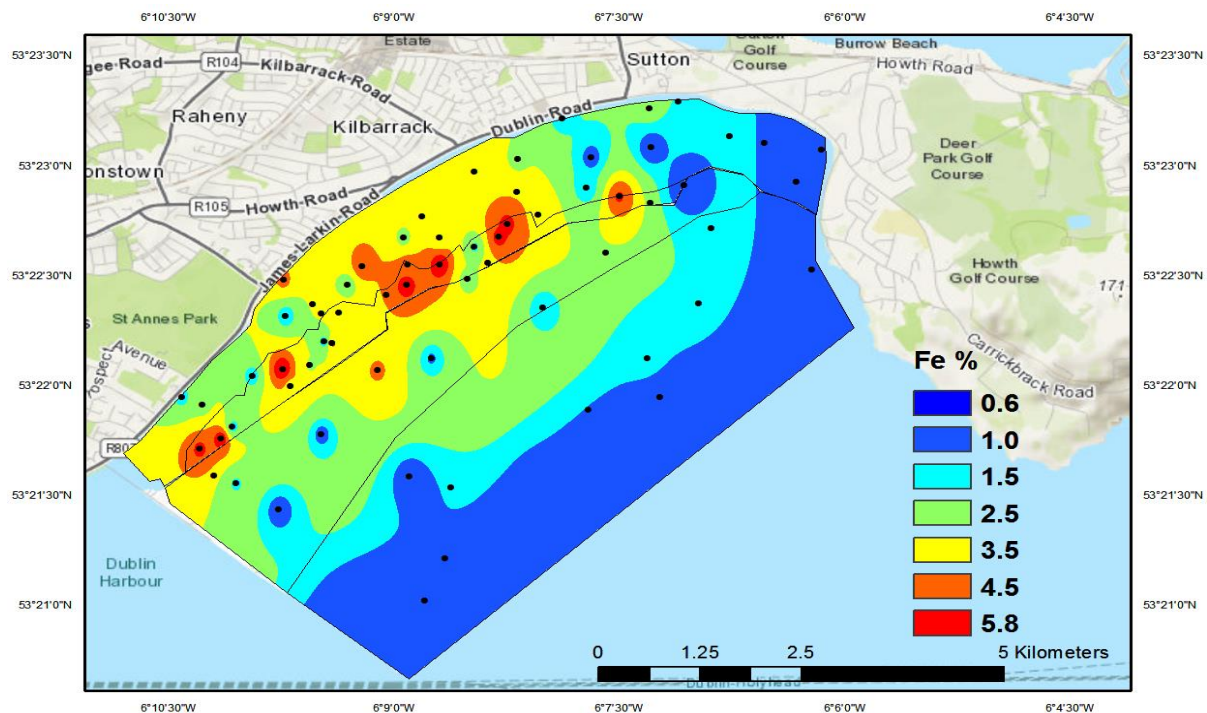 6°10'30"W 6°9'0"W 6°7'30"W 6°6'0"W 6°4'30"W
53°23'30"N 53°23'30"N
Estate
Golf
Course
Burrow Beach
Howth Road
R104
Kilbarrack-Road
Sutton
Raheny
Kilbarrack
Dublin-Road
Deer
Park Golf
Course
53°23'0"N 53°23'0"N
onstown
R105
Howth-Road
James-Larkin-Road
53°22'30"N 53°22'30"N
Howth
Golf Course
171
St Annes Park
Avenue
Prospect
Carrickbrack Road
53°22'0"N 53°22'0"N
Fe %
0.6
1.0
1.5
2.5
3.5
4.5
5.8
R807
53°21'30"N 53°21'30"N
Dublin
Harbour
53°21'0"N 53°21'0"N
0 1.25 2.5 5 Kilometers
Dublin-Holyhead
6°10'30"W 6°9'0"W 6°7'30"W 6°6'0"W 6°4'30"W